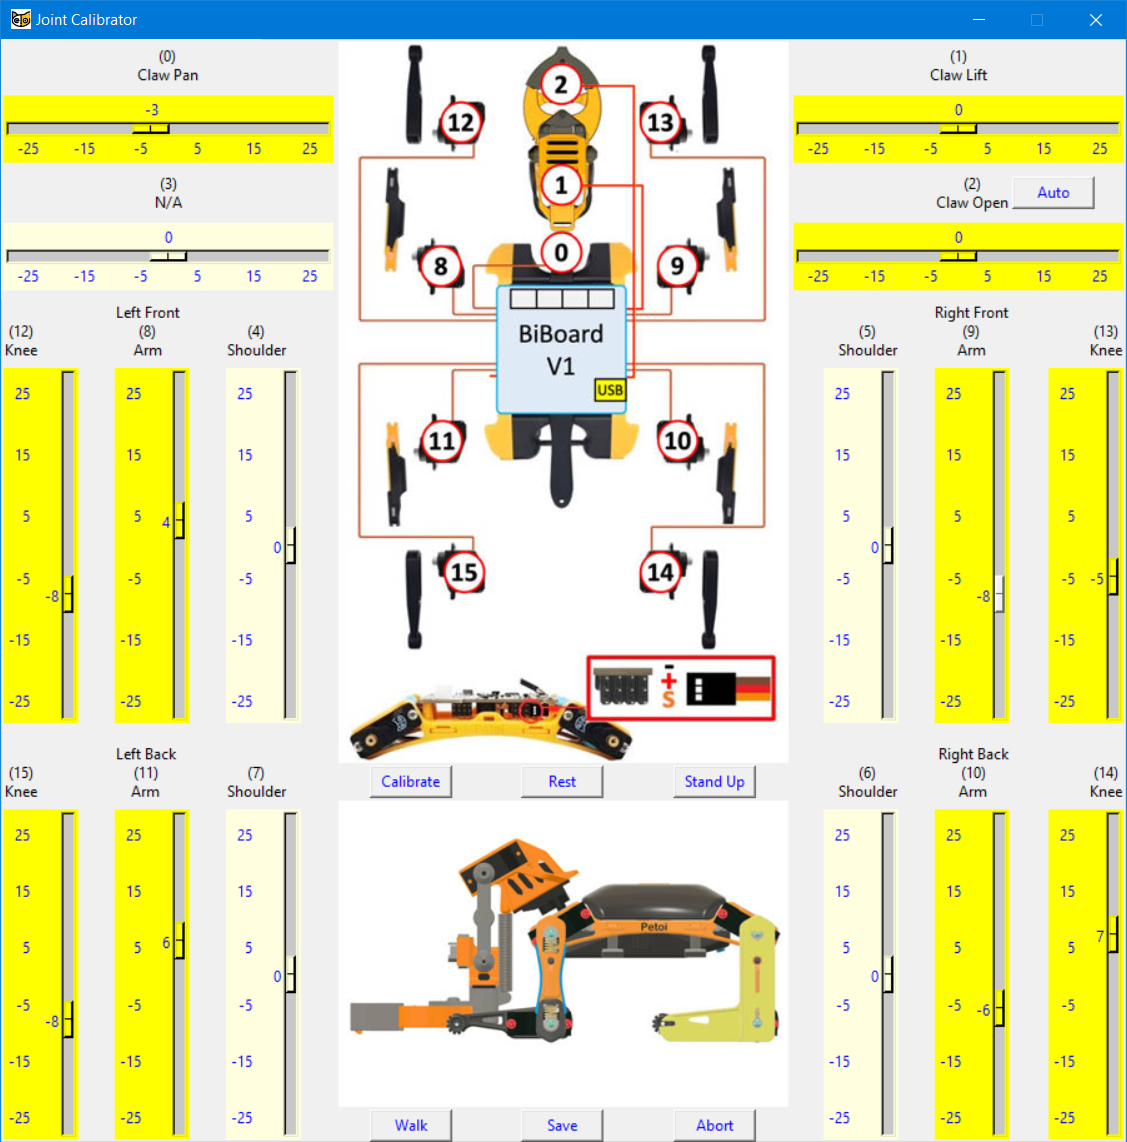 Joint Calibrator
(0)
Claw Pan
-3
-25 -15 -5 5 15 25
(3)
N/A
0
-25 -15 -5 5 15 25
(1)
Claw Lift
0
-25 -15 -5 5 15 25
(2)
Claw Open
Auto
0
-25 -15 -5 5 15 25
Left Front
(12) (8) (4)
Knee Arm Shoulder
25 25 25
15 15 15
5 5 4 5
0
-5 -5 -5
-8
-15 -15 -15
-25 -25 -25
2
12 13
1
0
8 9
BiBoard
V1
USB
11 10
15 14
-
+
S
Right Front
(5) (9) (13)
Shoulder Arm Knee
25 25 25
15 15 15
5 5 5
0
-5 -5 -5 -5
-8
-15 -15 -15
-25 -25 -25
Left Back
(15) (11) (7)
Knee Arm Shoulder
25 25 25
15 15 15
5 5 6 5
0
-5 -5 -5
-8
-15 -15 -15
-25 -25 -25
Calibrate Rest Stand Up
Petoi
Walk Save Abort
Right Back
(6) (10) (14)
Shoulder Arm Knee
25 25 25
15 15 15
7
5 5 5
0
-5 -5 -5
-6
-15 -15 -15
-25 -25 -25